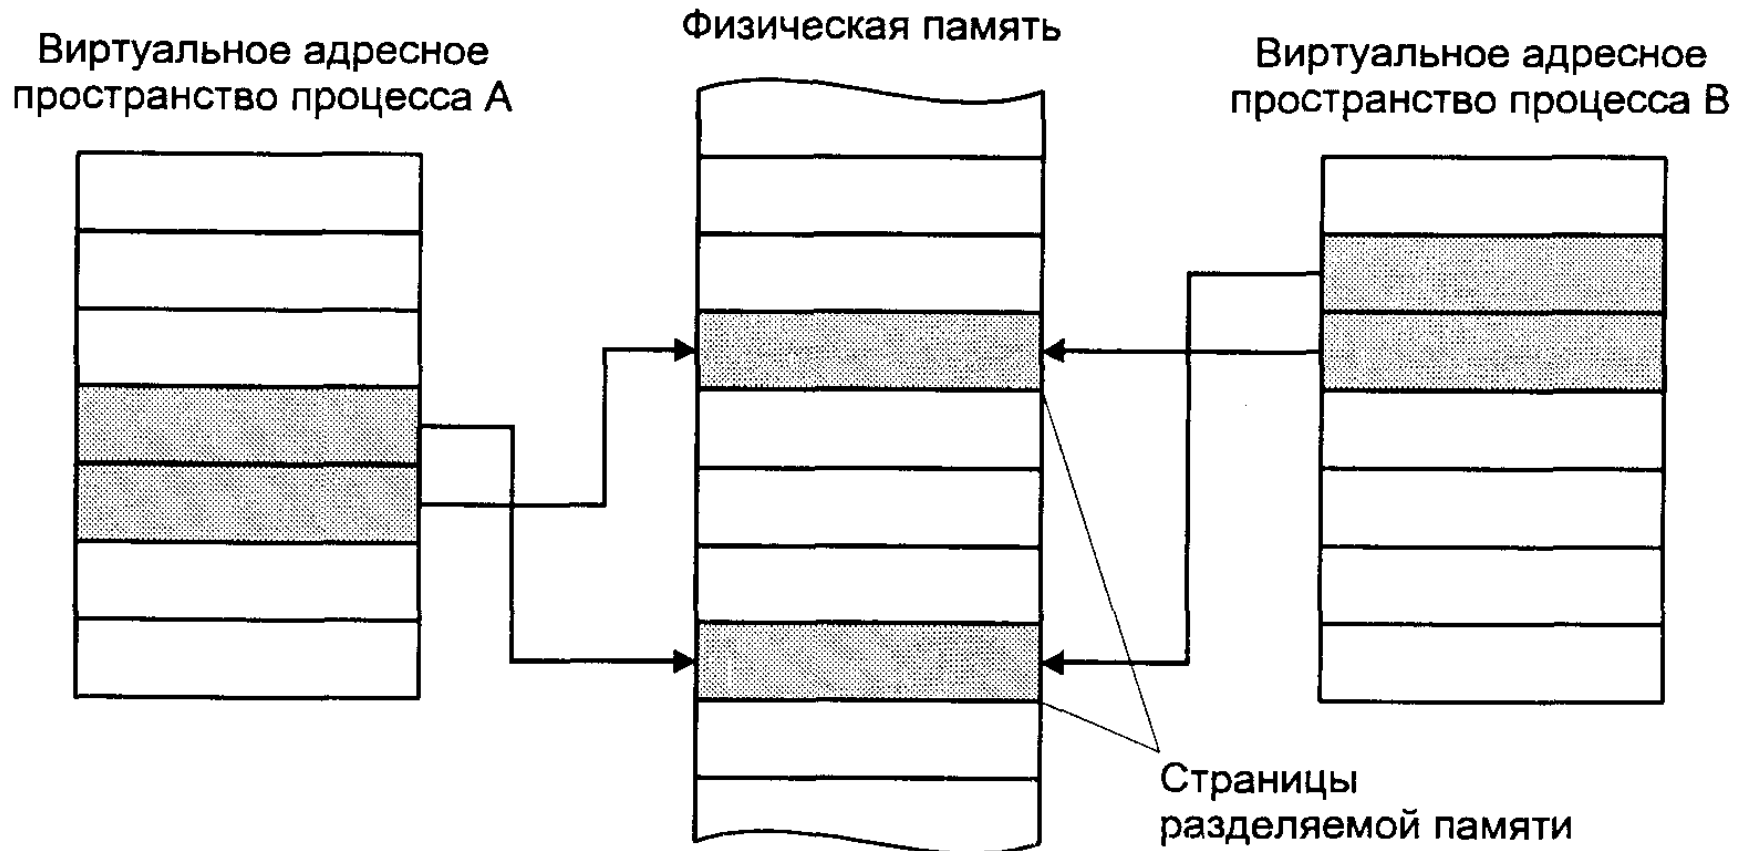 Виртуальное адресное
пространство процесса А
Физическая память
Виртуальное адресное
пространство процесса В
Страницы
разделяемой памяти